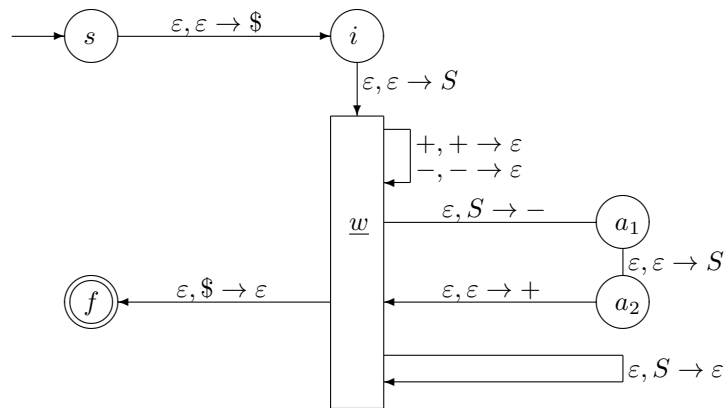 s
ε, ε → $
i
ε, ε → S
+, + → ε
−, − → ε
w
ε, S → −
a₁
ε, ε → S
f
ε, $ → ε
ε, ε → +
a₂
ε, S → ε